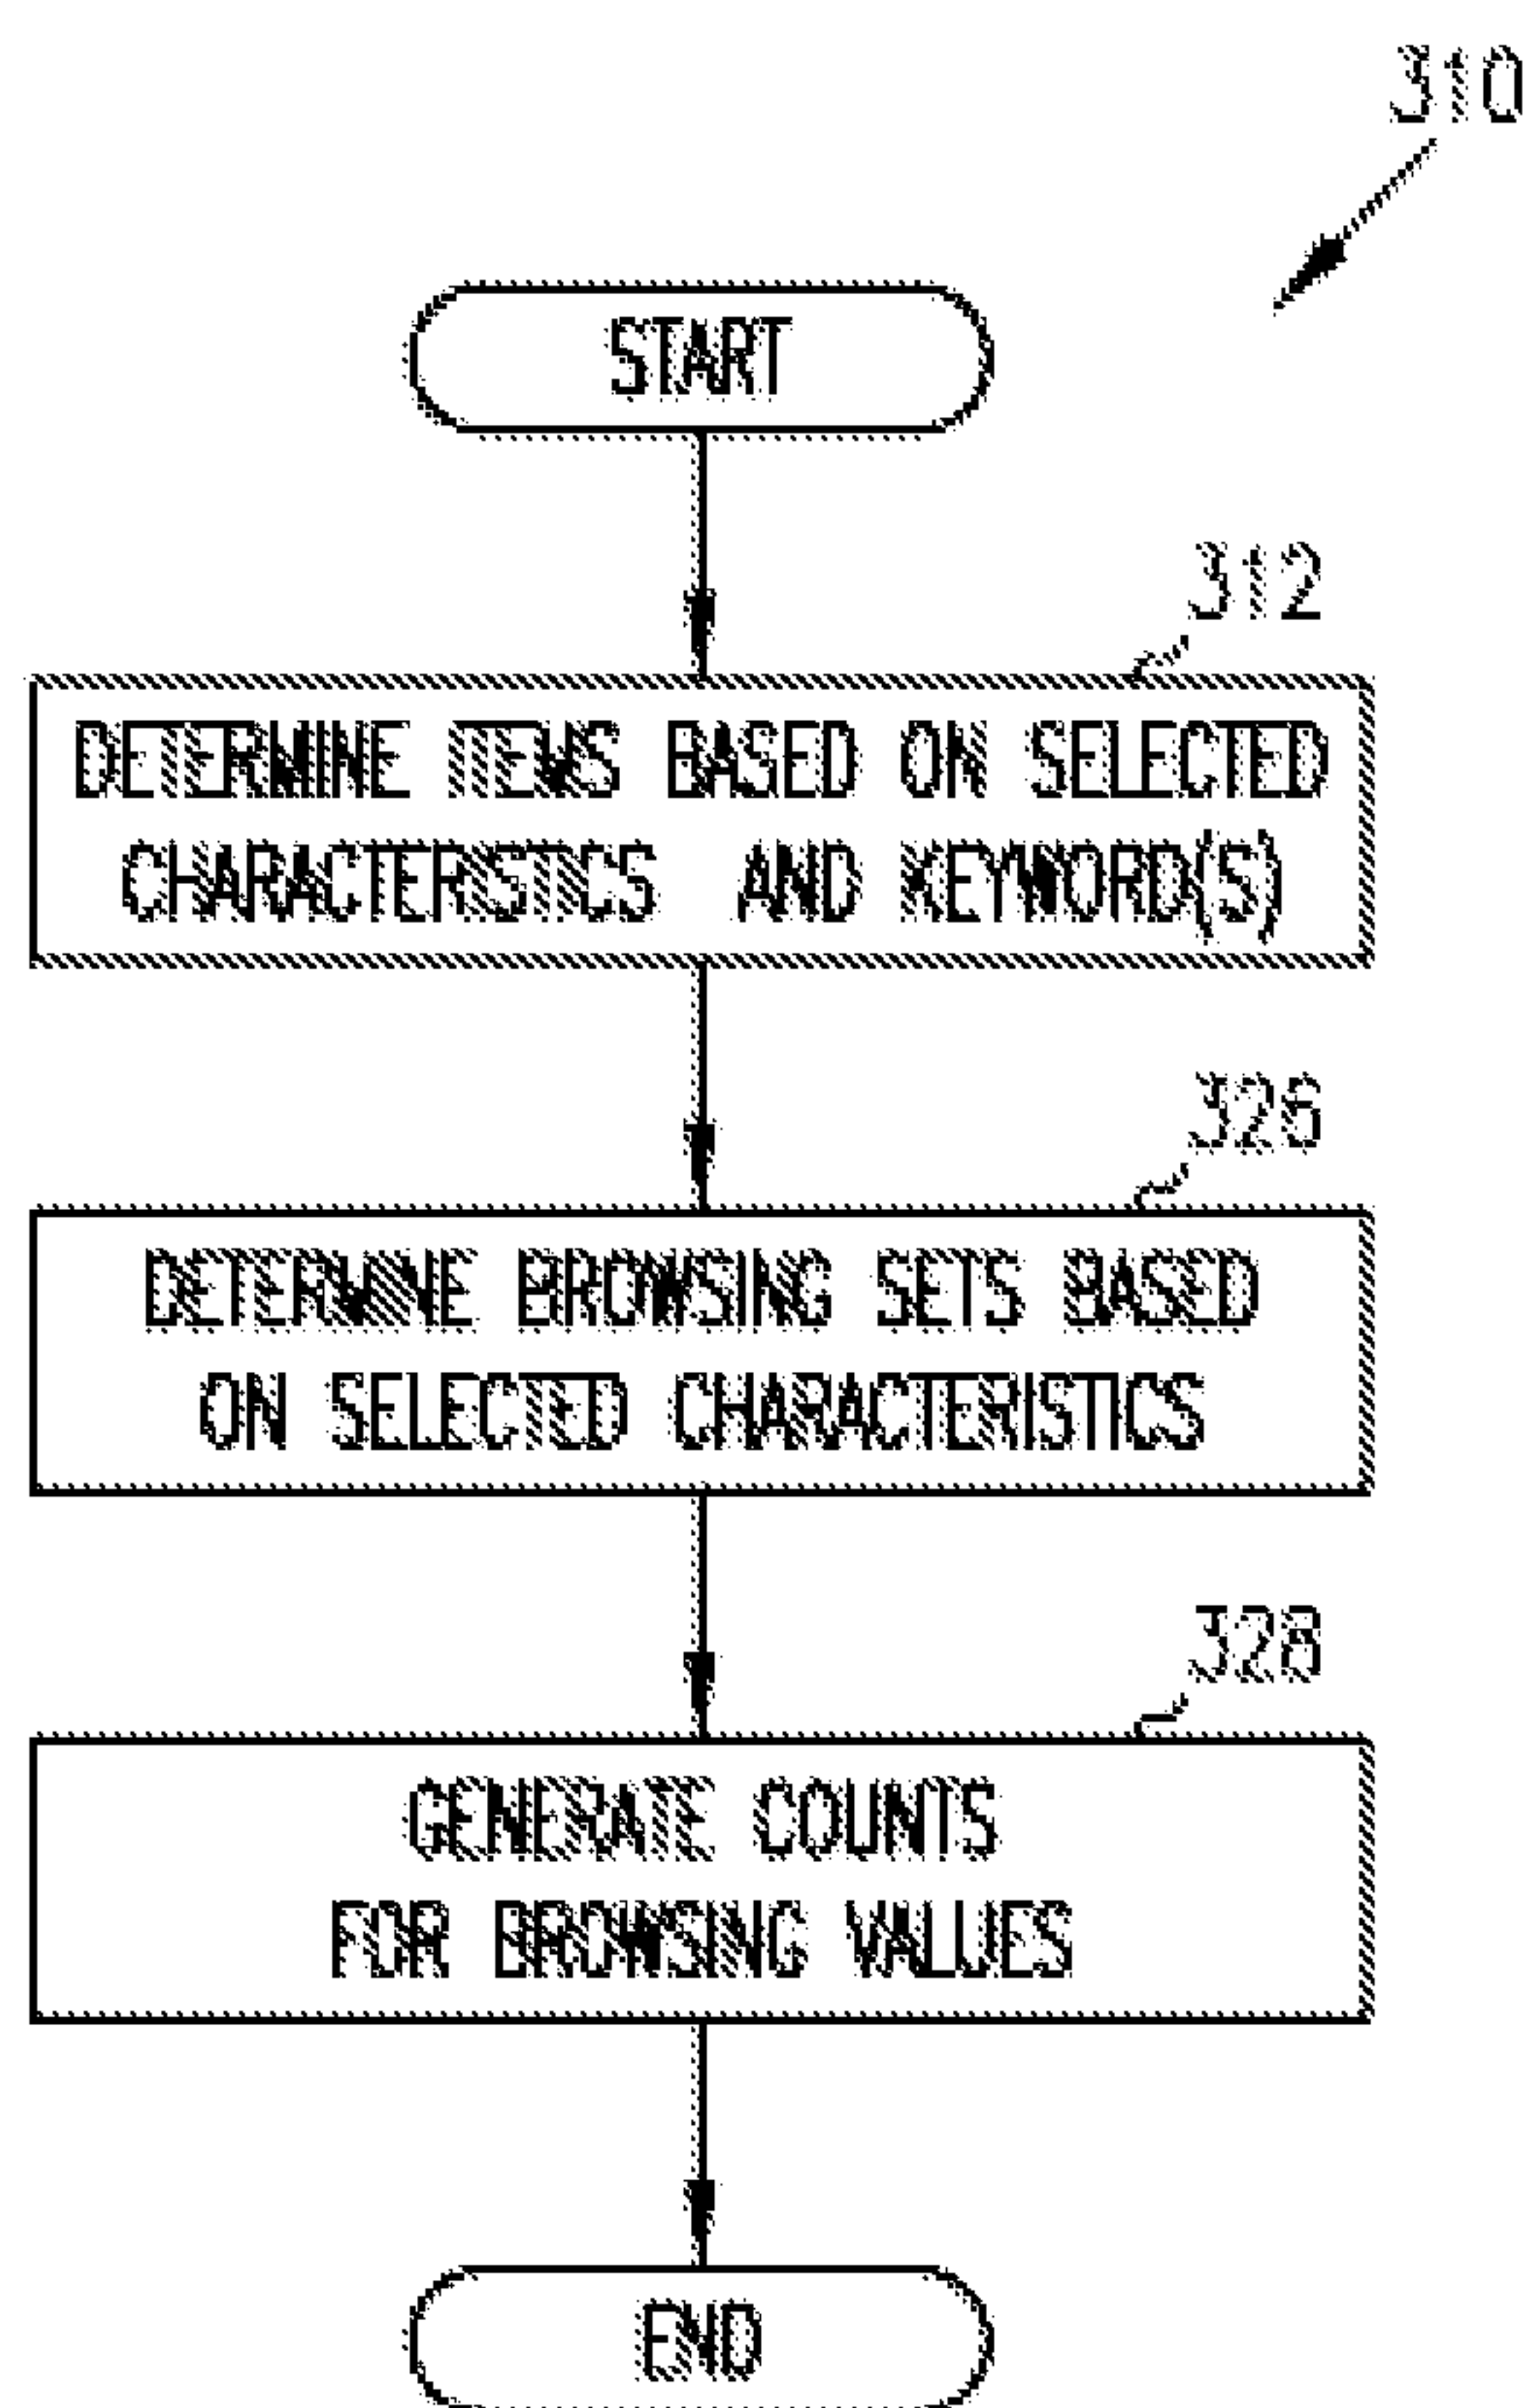 310
START
312
DETERMINE ITEMS BASED ON SELECTED
CHARACTERISTICS AND KEYWORD(S)
326
DETERMINE BROWSING SETS BASED
ON SELECTED CHARACTERISTICS
328
GENERATE COUNTS
FOR BROWSING VALUES
END